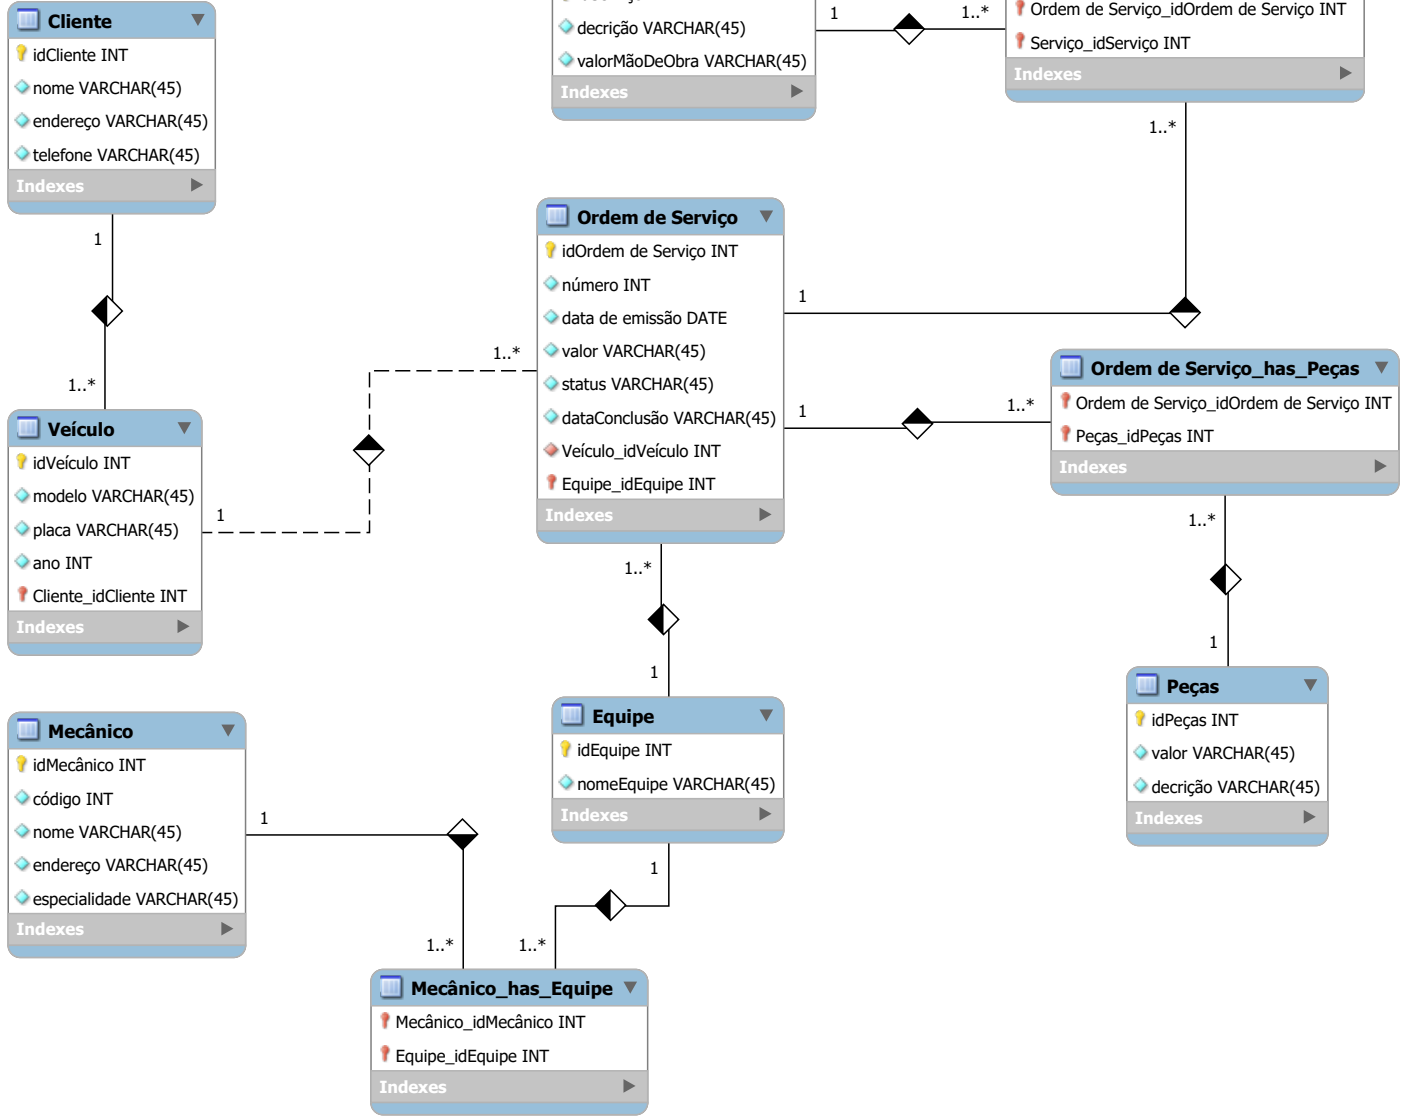 Cliente
idCliente INT
nome VARCHAR(45)
endereço VARCHAR(45)
telefone VARCHAR(45)
Indexes
1
1..*
decrição VARCHAR(45)
valorMãoDeObra VARCHAR(45)
Indexes
1
1..*
Ordem de Serviço_idOrdem de Serviço INT
Serviço_idServiço INT
Indexes
1..*
Ordem de Serviço
idOrdem de Serviço INT
número INT
data de emissão DATE
valor VARCHAR(45)
status VARCHAR(45)
dataConclusão VARCHAR(45)
Veículo_idVeículo INT
Equipe_idEquipe INT
Indexes
1
1..*
1
1..*
Ordem de Serviço_has_Peças
Ordem de Serviço_idOrdem de Serviço INT
Peças_idPeças INT
Indexes
Veículo
idVeículo INT
modelo VARCHAR(45)
placa VARCHAR(45)
ano INT
Cliente_idCliente INT
Indexes
1
1..*
1
1..*
1
Peças
idPeças INT
valor VARCHAR(45)
decrição VARCHAR(45)
Indexes
Mecânico
idMecânico INT
código INT
nome VARCHAR(45)
endereço VARCHAR(45)
especialidade VARCHAR(45)
Indexes
1
Equipe
idEquipe INT
nomeEquipe VARCHAR(45)
Indexes
1
1..*
1..*
Mecânico_has_Equipe
Mecânico_idMecânico INT
Equipe_idEquipe INT
Indexes